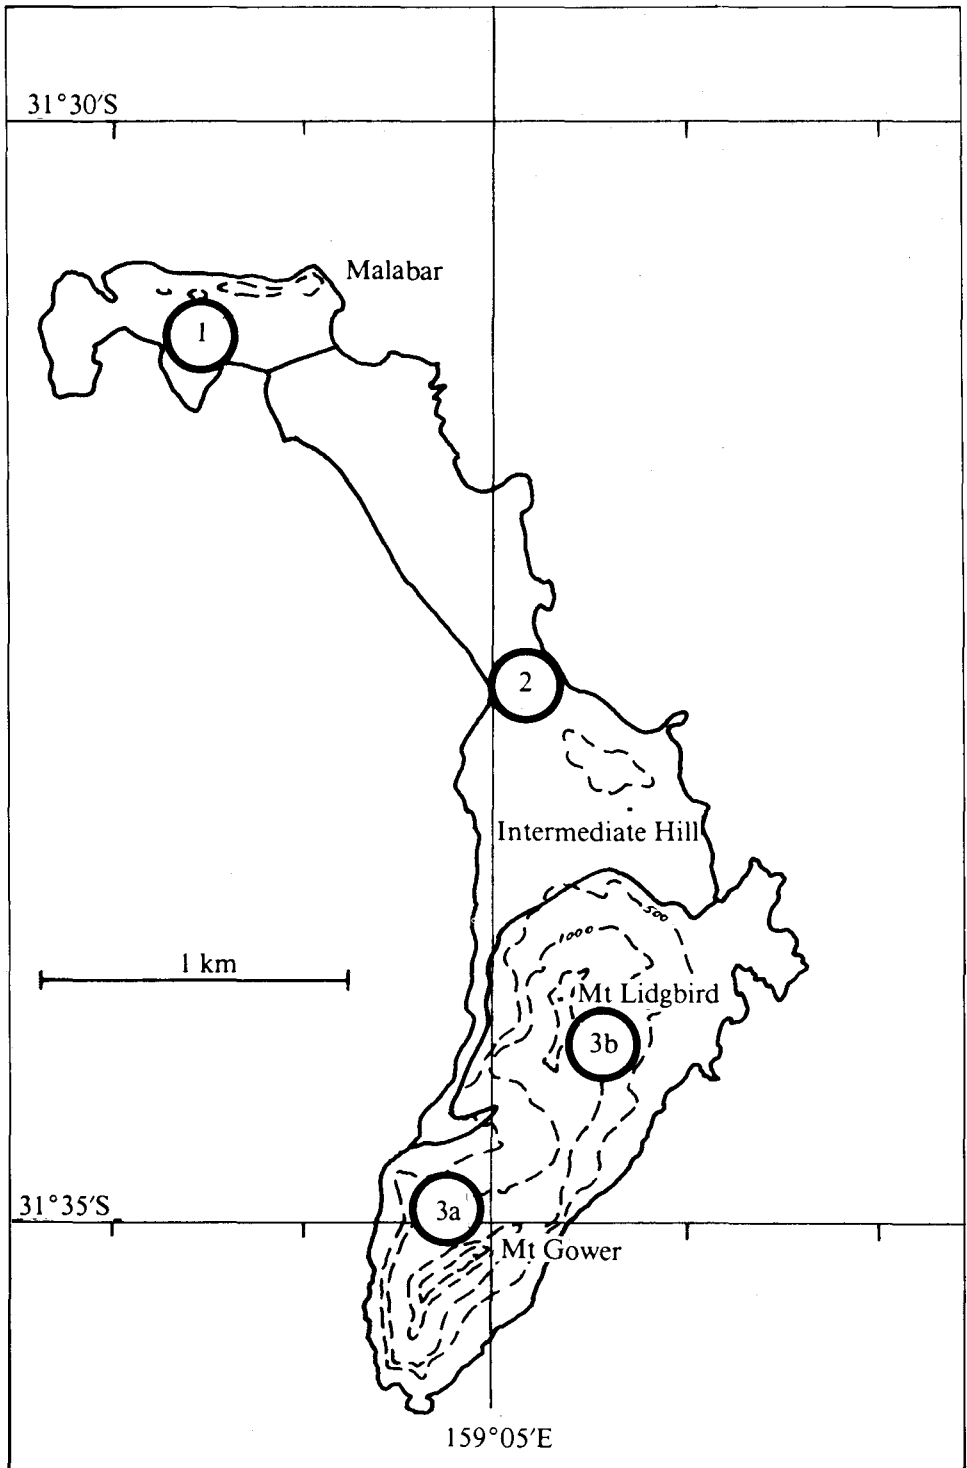 31°30′S
Malabar
1
2
Intermediate Hill
500
1000
1 km
Mt Lidgbird
3b
3a
31°35′S
Mt Gower
159°05′E